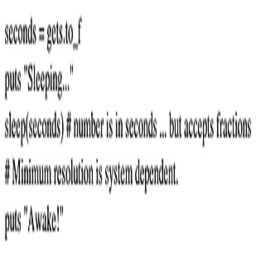 seconds = gets.to_f
puts "Sleeping..."
sleep(seconds) # number is in seconds ... but accepts fractions
# Minimum resolution is system dependent.
puts "Awake!"